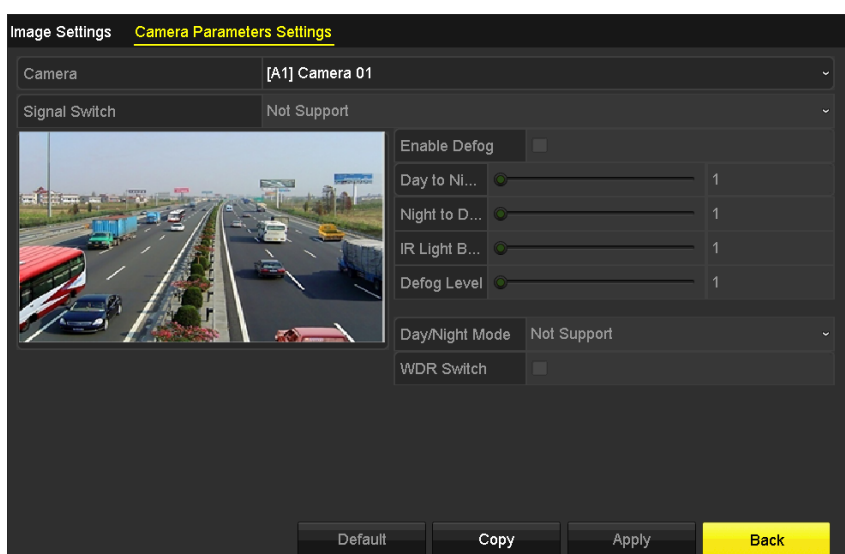 Image Settings Camera Parameters Settings
Camera [A1] Camera 01
Signal Switch Not Support
Enable Defog
Day to Ni... 1
Night to D... 1
IR Light B... 1
Defog Level 1
Day/Night Mode Not Support
WDR Switch
Default Copy Apply Back